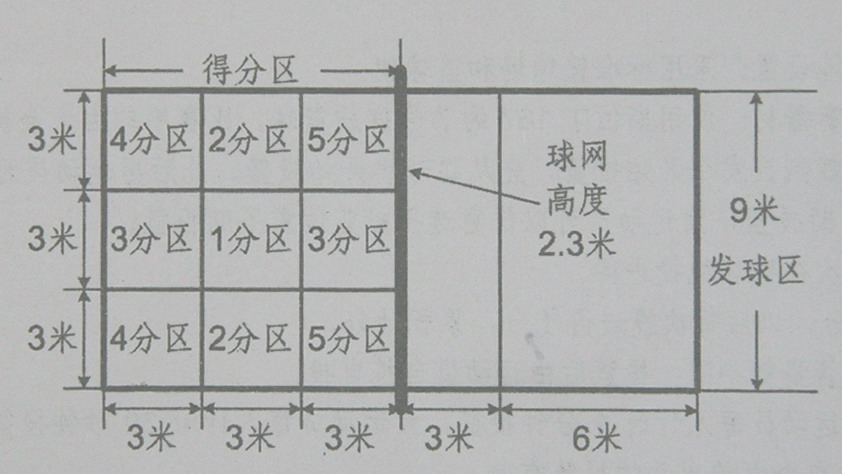 得分区
3米 4分区 2分区 5分区
球网
高度
2.3米
3米 3分区 1分区 3分区
9米
发球区
3米 4分区 2分区 5分区
3米 3米 3米 3米 6米